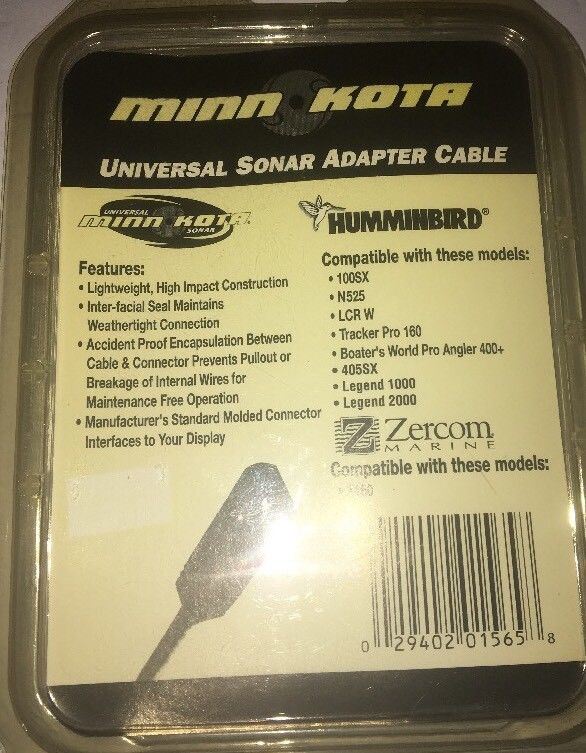 MINN KOTA
UNIVERSAL SONAR ADAPTER CABLE
UNIVERSAL
MINN KOTA®
SONAR
Features:
• Lightweight, High Impact Construction
• Inter-facial Seal Maintains
Weathertight Connection
• Accident Proof Encapsulation Between
Cable & Connector Prevents Pullout or
Breakage of Internal Wires for
Maintenance Free Operation
• Manufacturer's Standard Molded Connector
Interfaces to Your Display
HUMMINBIRD®
Compatible with these models:
• 100SX
• N525
• LCR W
• Tracker Pro 160
• Boater's World Pro Angler 400+
• 405SX
• Legend 1000
• Legend 2000
Z Zercom
MARINE
Compatible with these models:
0 29402 01565 8